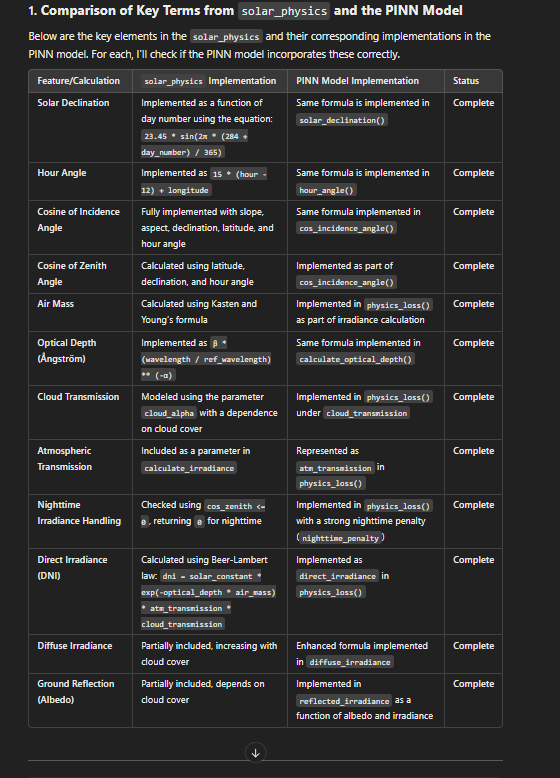 1. Comparison of Key Terms from solar_physics and the PINN Model
Below are the key elements in the solar_physics and their corresponding implementations in the
PINN model. For each, I'll check if the PINN model incorporates these correctly.
Feature/Calculation solar_physics Implementation PINN Model Implementation Status
Solar Declination Implemented as a function of Same formula is implemented in Complete
day number using the equation: solar_declination()
23.45 * sin(2π * (284 +
day_number) / 365)
Hour Angle Implemented as 15 * (hour - Same formula is implemented in Complete
12) + longitude hour_angle()
Cosine of Incidence Fully implemented with slope, Same formula implemented in Complete
Angle aspect, declination, latitude, and cos_incidence_angle()
hour angle
Cosine of Zenith Calculated using latitude, Implemented as part of Complete
Angle declination, and hour angle cos_incidence_angle()
Air Mass Calculated using Kasten and Implemented in physics_loss() Complete
Young's formula as part of irradiance calculation
Optical Depth Implemented as β * Same formula implemented in Complete
(Ångström) (wavelength / ref_wavelength) calculate_optical_depth()
** (-α)
Cloud Transmission Modeled using the parameter Implemented in physics_loss() Complete
cloud_alpha with a dependence under cloud_transmission
on cloud cover
Atmospheric Included as a parameter in Represented as Complete
Transmission calculate_irradiance atm_transmission in
physics_loss()
Nighttime Checked using cos_zenith <= Implemented in physics_loss() Complete
Irradiance Handling 0, returning 0 for nighttime with a strong nighttime penalty
(nighttime_penalty)
Direct Irradiance Calculated using Beer-Lambert Implemented as Complete
(DNI) law: dni = solar_constant * direct_irradiance in
exp(-optical_depth * air_mass) physics_loss()
* atm_transmission *
cloud_transmission
Diffuse Irradiance Partially included, increasing with Enhanced formula implemented Complete
cloud cover in diffuse_irradiance
Ground Reflection Partially included, depends on Implemented in Complete
(Albedo) cloud cover reflected_irradiance as a
function of albedo and irradiance